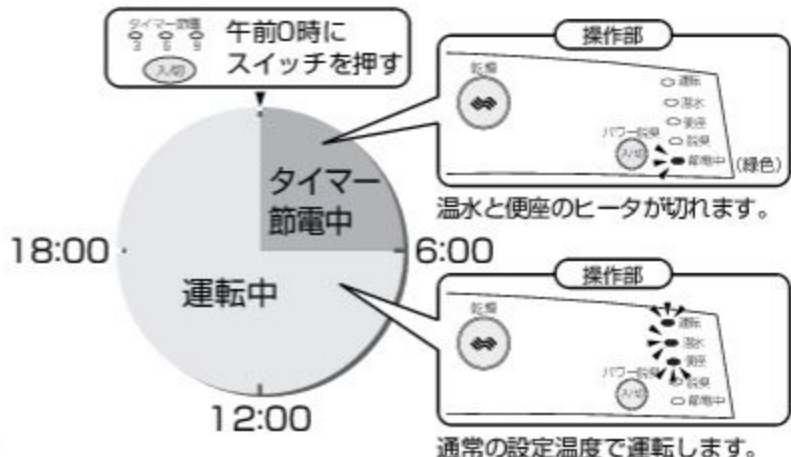 タイマー節電
3 6 9
入/切
午前0時に
スイッチを押す
タイマー
節電中
運転中
6:00
12:00
18:00
操作部
乾燥
運転
温水
便座
脱臭
節電中
(緑色)
パワー脱臭
入/切
温水と便座のヒータが切れます。
操作部
乾燥
運転
温水
便座
脱臭
節電中
パワー脱臭
入/切
通常の設定温度で運転します。